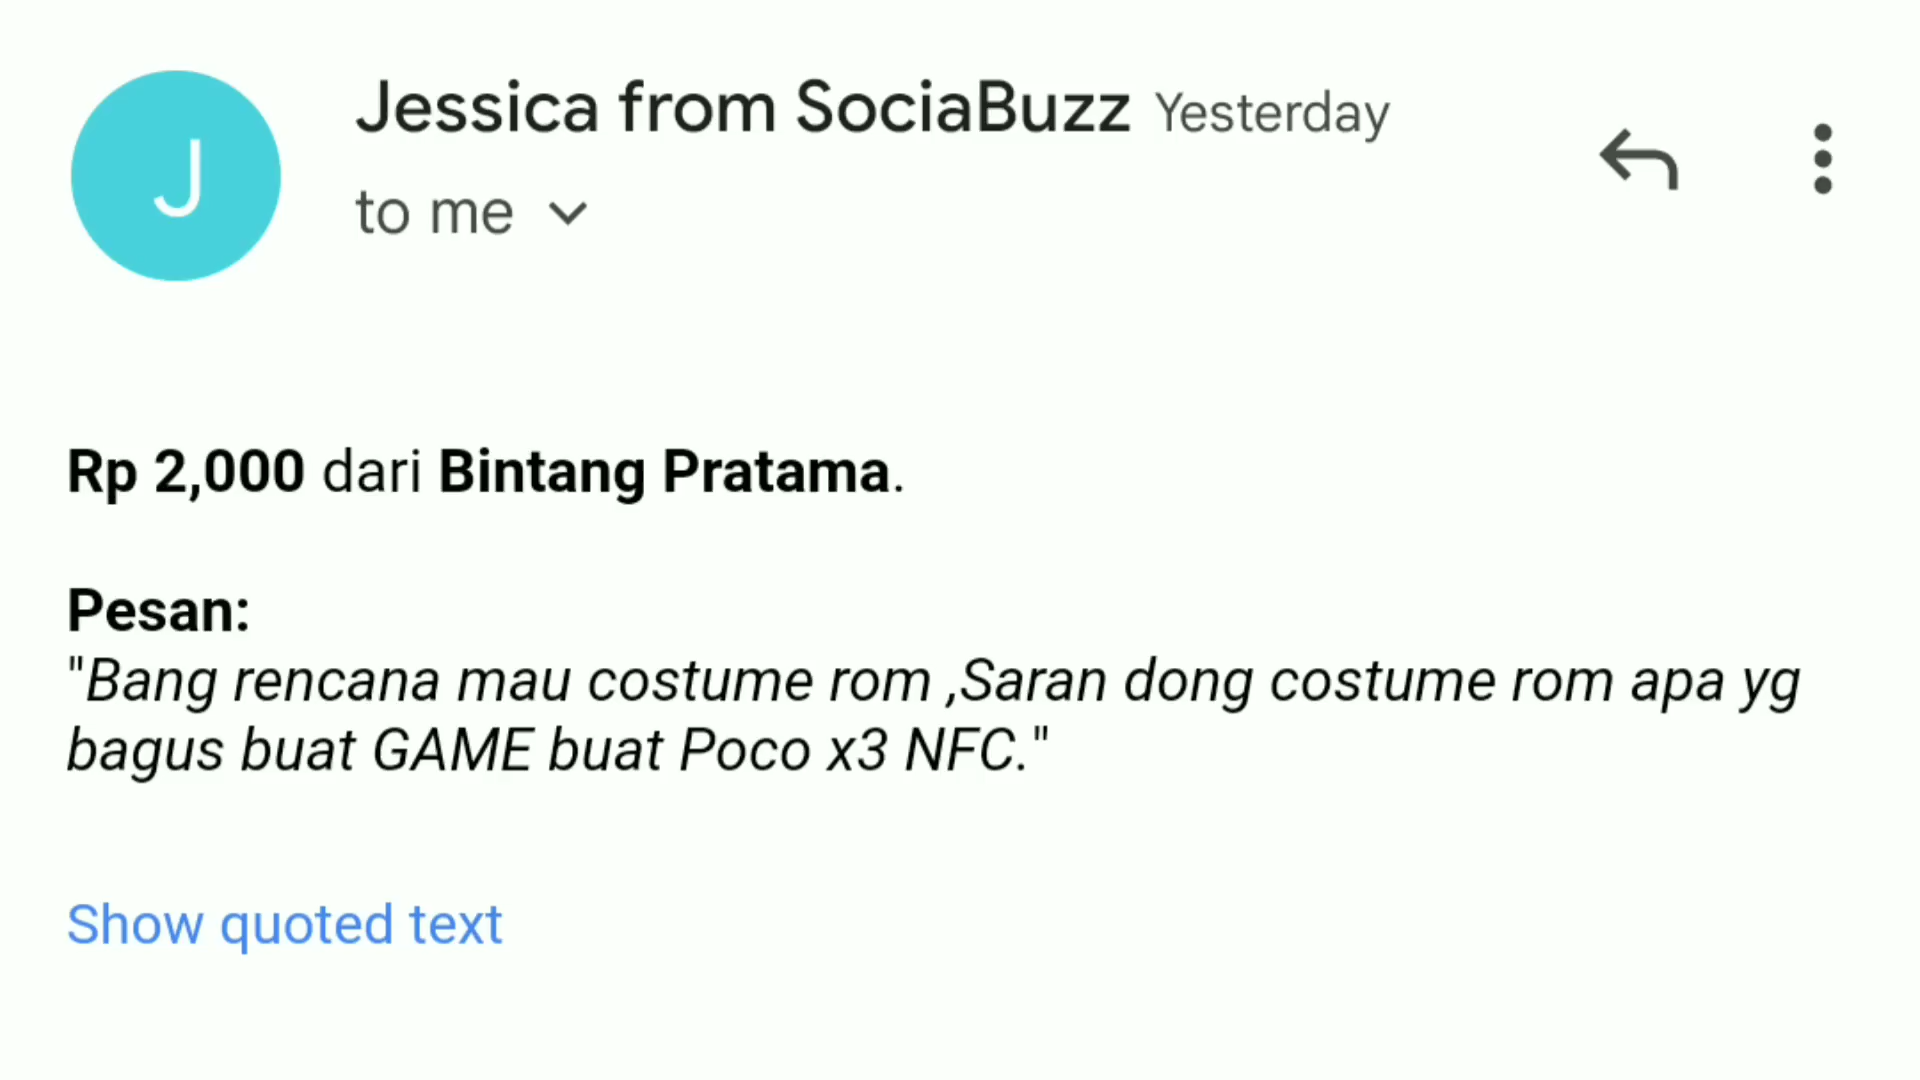 J
Jessica from SociaBuzz Yesterday
to me
Rp 2,000 dari Bintang Pratama.
Pesan:
"Bang rencana mau costume rom ,Saran dong costume rom apa yg
bagus buat GAME buat Poco x3 NFC."
Show quoted text